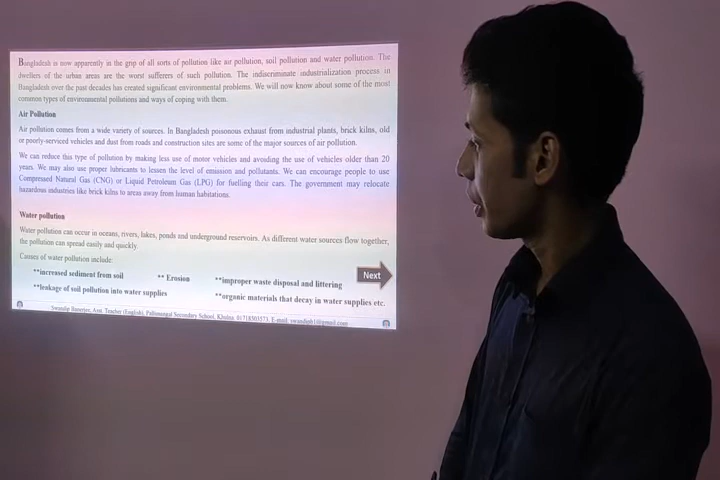 Bangladesh is now apparently in the grip of all sorts of pollution like air pollution, soil pollution and water pollution. The
dwellers of the urban areas are the worst sufferers of such pollution. The indiscriminate industrialization process in
Bangladesh over the past decades has created significant environmental problems. We will now know about some of the most
common types of environmental pollutions and ways of coping with them.
Air Pollution
Air pollution comes from a wide variety of sources. In Bangladesh poisonous exhaust from industrial plants, brick kilns, old
or poorly-serviced vehicles and dust from roads and construction sites are some of the major sources of air pollution.
We can reduce this type of pollution by making less use of motor vehicles and avoiding the use of vehicles older than 20
years. We may also use proper lubricants to lessen the level of emission and pollutants. We can encourage people to use
Compressed Natural Gas (CNG) or Liquid Petroleum Gas (LPG) for fuelling their cars. The government may relocate
hazardous industries like brick kilns to areas away from human habitations.
Water pollution
Water pollution can occur in oceans, rivers, lakes, ponds and underground reservoirs. As different water sources flow together,
the pollution can spread easily and quickly.
Causes of water pollution include:
**increased sediment from soil ** Erosion **improper waste disposal and littering
**leakage of soil pollution into water supplies **organic materials that decay in water supplies etc.
Next
Asst. Teacher (English), Secondary School, Khulna. E-mail: